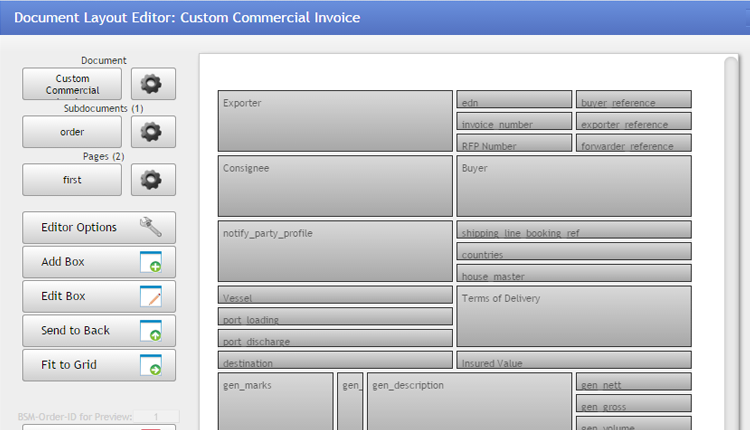 Document Layout Editor: Custom Commercial Invoice
Document
Custom
Commercial
Subdocuments (1)
order
Pages (2)
first
Editor Options
Add Box
Edit Box
Send to Back
Fit to Grid
BSM-Order-ID for Preview: 1
Exporter
edn
buyer_reference
invoice_number
exporter_reference
RFP Number
forwarder_reference
Consignee
Buyer
notify_party_profile
shipping_line_booking_ref
countries
house_master
Vessel
Terms of Delivery
port_loading
port_discharge
destination
Insured Value
gen_marks
gen_
gen_description
gen_nett
gen_gross
gen_volume